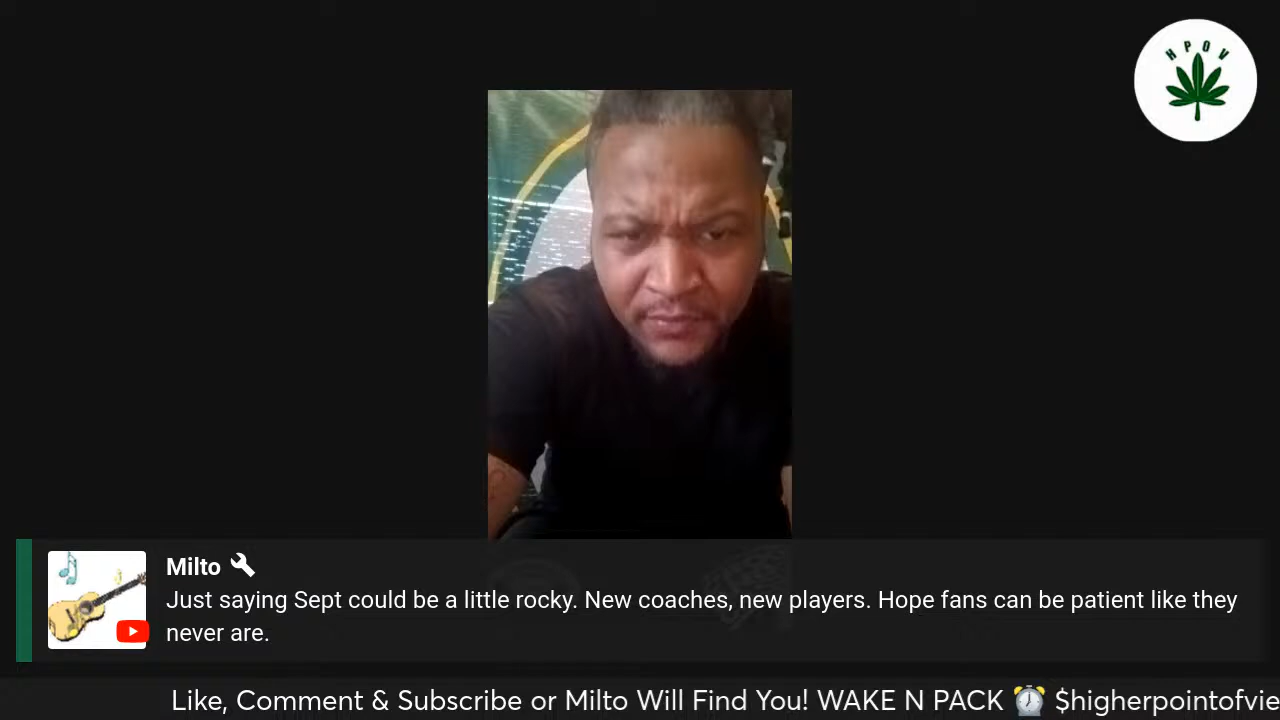 HPOV
Milto
Just saying Sept could be a little rocky. New coaches, new players. Hope fans can be patient like they
never are.
Like, Comment & Subscribe or Milto Will Find You! WAKE N PACK ⏰ $higherpointofvie